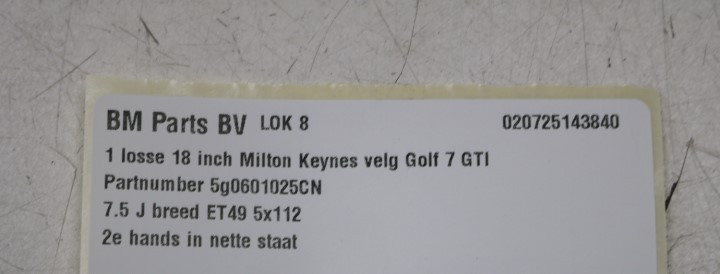 BM Parts BV LOK 8 020725143840
1 losse 18 inch Milton Keynes velg Golf 7 GTI
Partnumber 5g0601025CN
7.5 J breed ET49 5x112
2e hands in nette staat